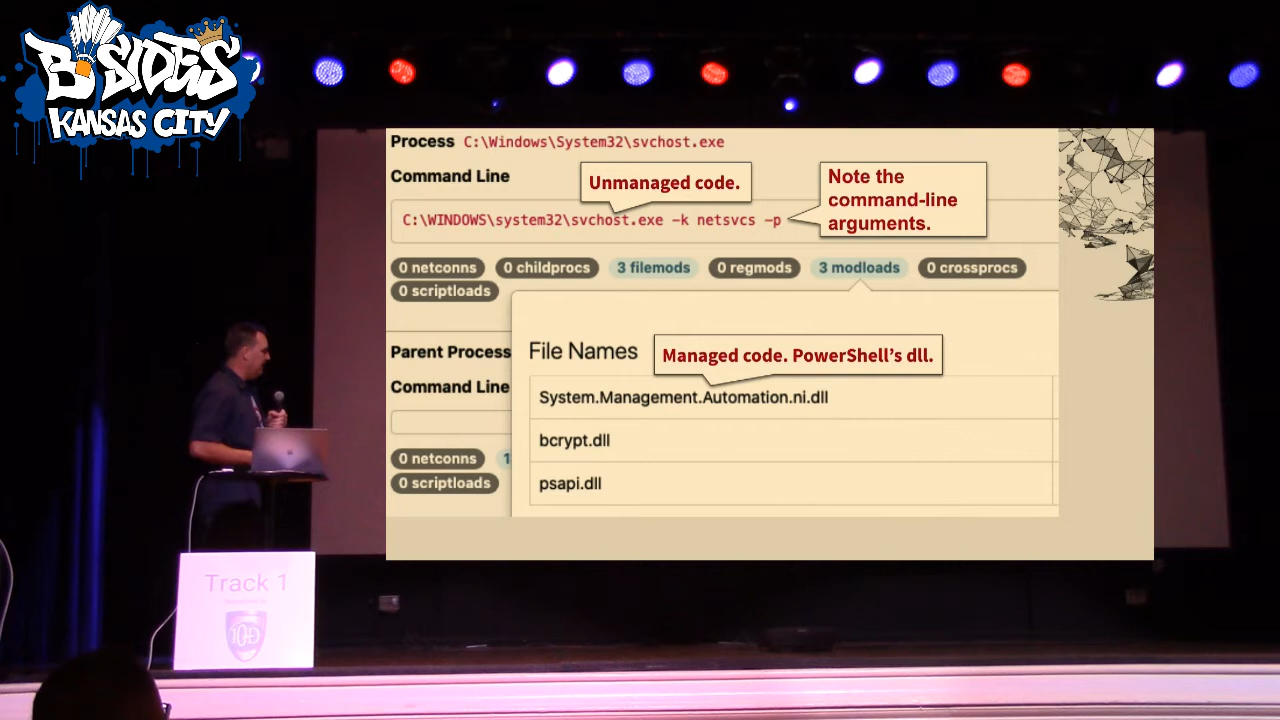 B·SIDES
KANSAS CITY
Process C:\Windows\System32\svchost.exe
Command Line
Unmanaged code.
Note the
command-line
arguments.
C:\WINDOWS\system32\svchost.exe -k netsvcs -p
0 netconns 0 childprocs 3 filemods 0 regmods 3 modloads 0 crossprocs
0 scriptloads
Parent Process
File Names
Managed code. PowerShell's dll.
Command Line
System.Management.Automation.ni.dll
bcrypt.dll
0 netconns 1
0 scriptloads
psapi.dll
Track 1